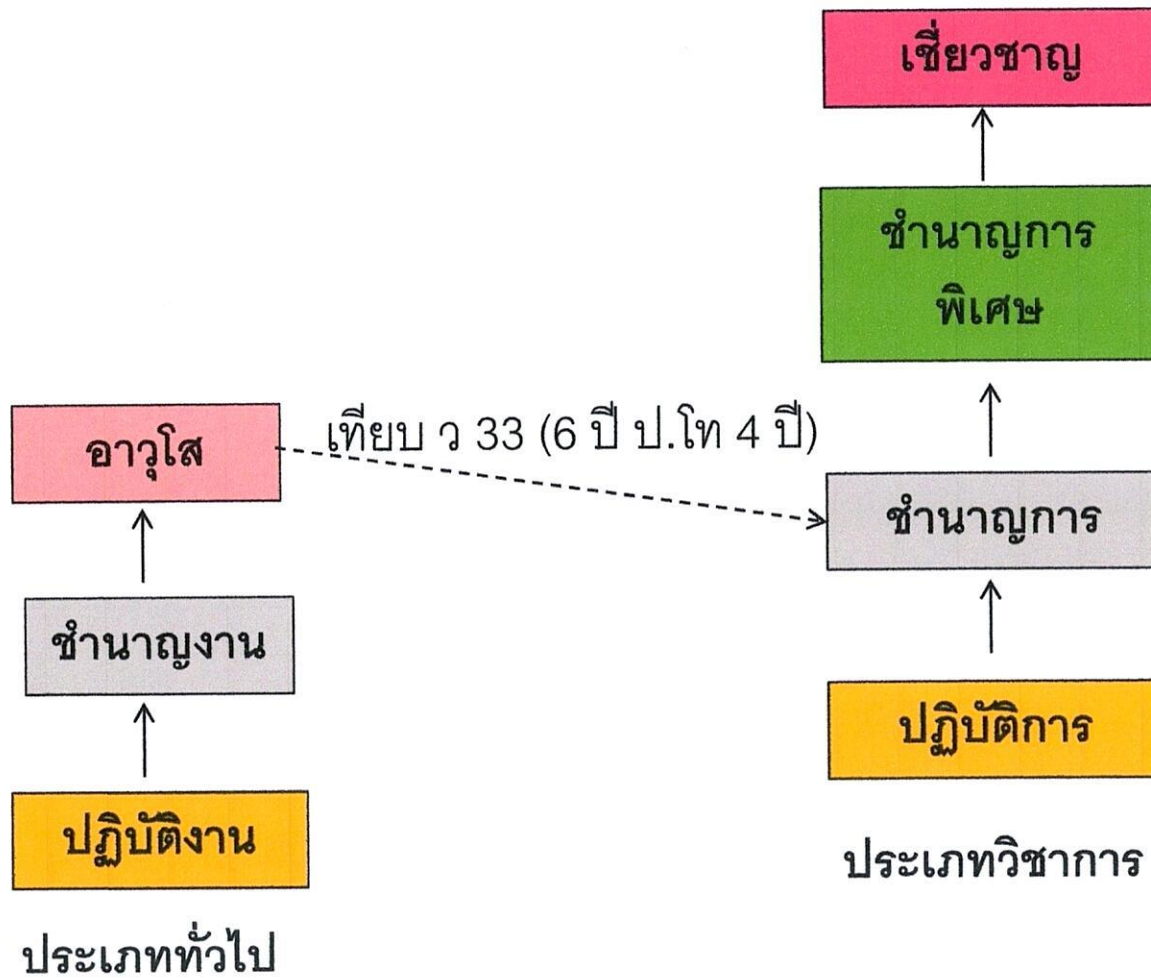 เชี่ยวชาญ
ชำนาญการ
พิเศษ
อาวุโส
เทียบ ว 33 (6 ปี ป.โท 4 ปี)
ชำนาญการ
ชำนาญงาน
ปฏิบัติการ
ปฏิบัติงาน
ประเภทวิชาการ
ประเภททั่วไป